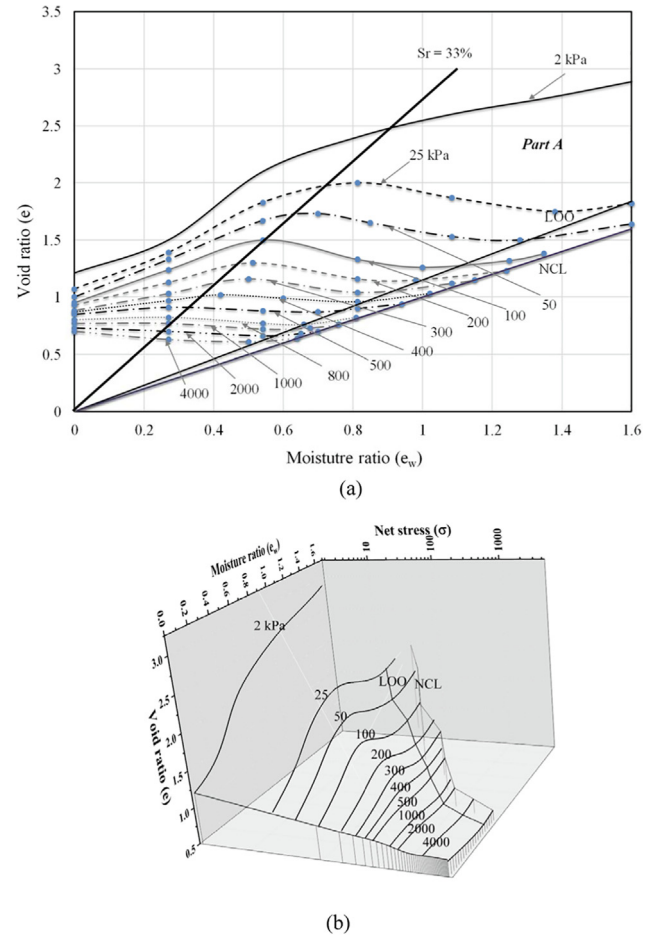 3.5
3
2.5
2
1.5
1
0.5
0
Void ratio (e)
Sr = 33%
2 kPa
Part A
25 kPa
LOO
NCL
50
100
200
300
400
500
800
1000
2000
4000
0 0.2 0.4 0.6 0.8 1 1.2 1.4 1.6
Moistutre ratio (ew)
(a)
Net stress (σ)
10 100 1000
Moisture ratio (ew)
0.0 0.2 0.4 0.6 0.8 1.0 1.2 1.4 1.6
3.0
2.5
2.0
1.5
1.0
0.5
Void ratio (e)
2 kPa
25
LOO NCL
50
100
200
300
400
500
1000
2000
4000
(b)